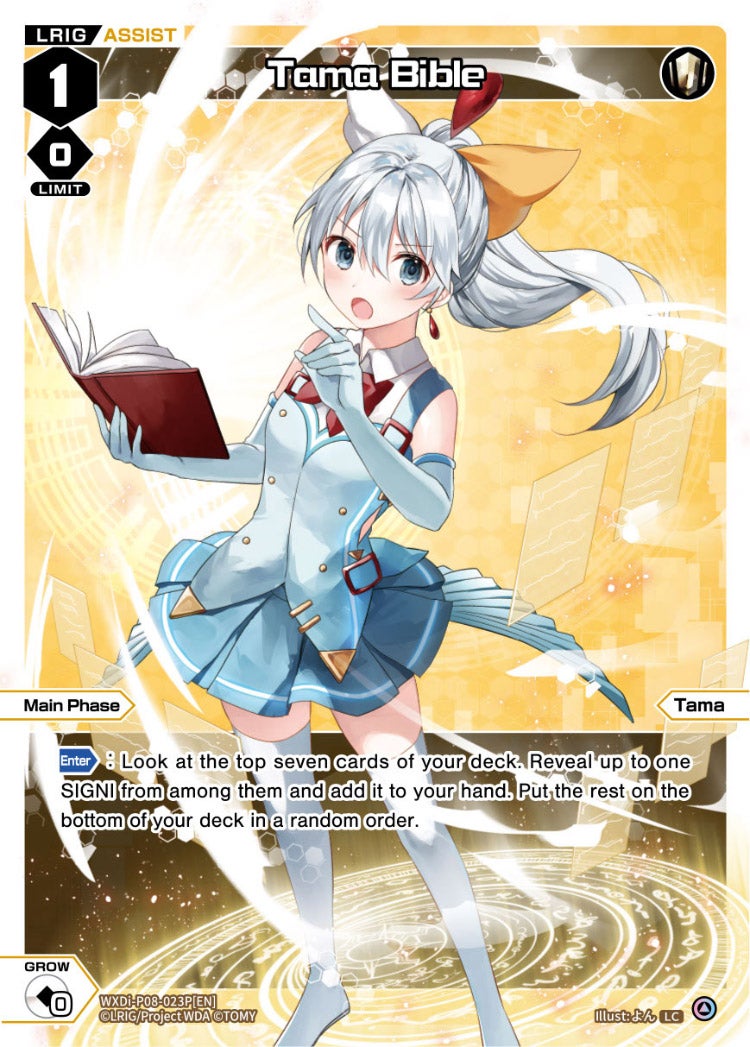 LRIG ASSIST
Tama Bible
1
0
LIMIT
Main Phase
Tama
Enter : Look at the top seven cards of your deck. Reveal up to one
SIGNI from among them and add it to your hand. Put the rest on the
bottom of your deck in a random order.
GROW
0
WXDi-P08-023P[EN]
©LRIG/Project WDA ©TOMY
Illust:よん LC